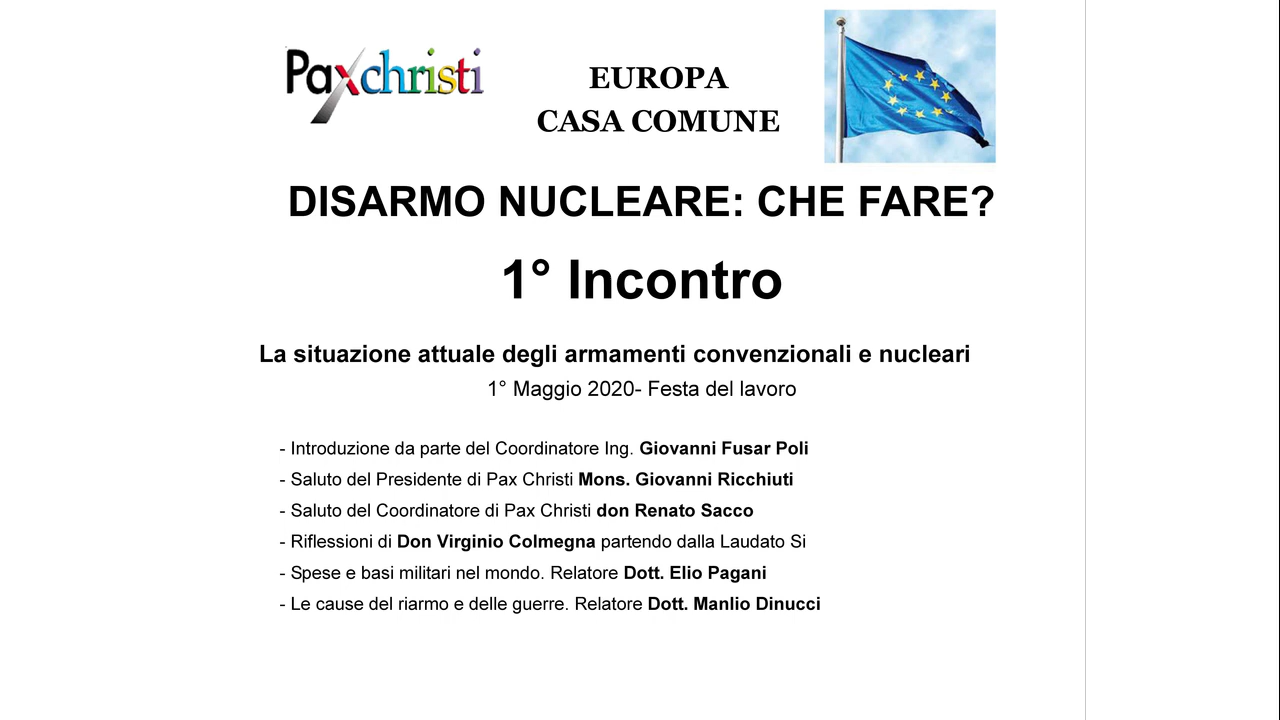 Paxchristi
EUROPA
CASA COMUNE
DISARMO NUCLEARE: CHE FARE?
1° Incontro
La situazione attuale degli armamenti convenzionali e nucleari
1° Maggio 2020- Festa del lavoro
- Introduzione da parte del Coordinatore Ing. Giovanni Fusar Poli
- Saluto del Presidente di Pax Christi Mons. Giovanni Ricchiuti
- Saluto del Coordinatore di Pax Christi don Renato Sacco
- Riflessioni di Don Virginio Colmegna partendo dalla Laudato Si
- Spese e basi militari nel mondo. Relatore Dott. Elio Pagani
- Le cause del riarmo e delle guerre. Relatore Dott. Manlio Dinucci